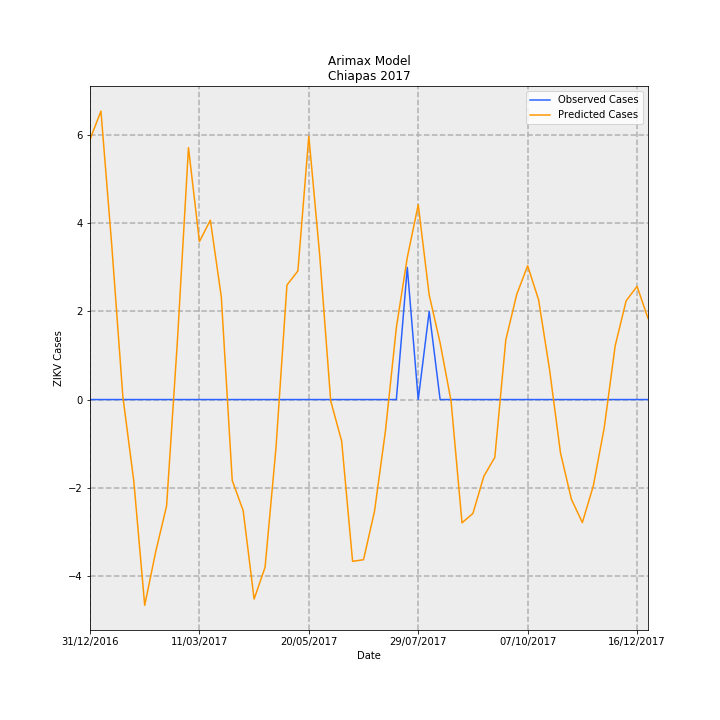 Arimax Model
Chiapas 2017
Observed Cases
Predicted Cases
6
4
2
0
−2
−4
ZIKV Cases
31/12/2016 11/03/2017 20/05/2017 29/07/2017 07/10/2017 16/12/2017
Date